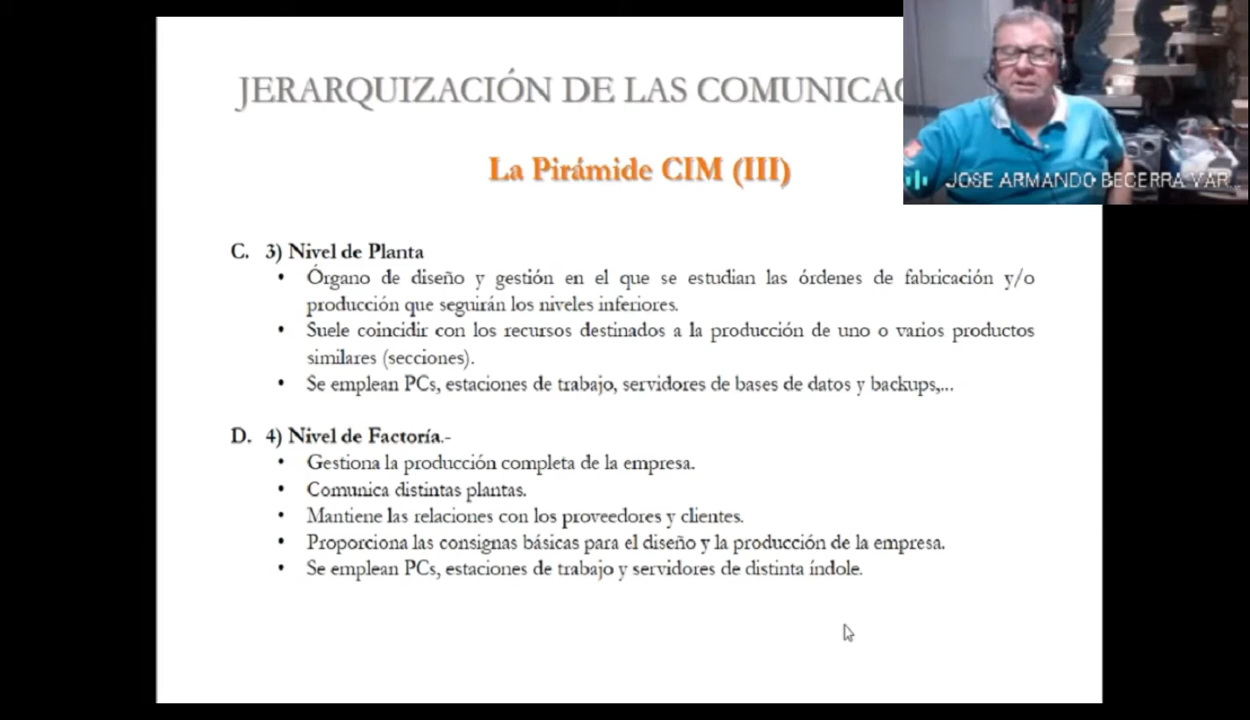 JERARQUIZACIÓN DE LAS
La Pirámide CIM (III)
JOSE ARMANDO BECERRA VAR...
C. 3) Nivel de Planta
• Órgano de diseño y gestión en el que se estudian las órdenes de fabricación y/o
producción que seguirán los niveles inferiores.
• Suele coincidir con los recursos destinados a la producción de uno o varios productos
similares (secciones).
• Se emplean PCs, estaciones de trabajo, servidores de bases de datos y backups,...
D. 4) Nivel de Factoría.-
• Gestiona la producción completa de la empresa.
• Comunica distintas plantas.
• Mantiene las relaciones con los proveedores y clientes.
• Proporciona las consignas básicas para el diseño y la producción de la empresa.
• Se emplean PCs, estaciones de trabajo y servidores de distinta índole.